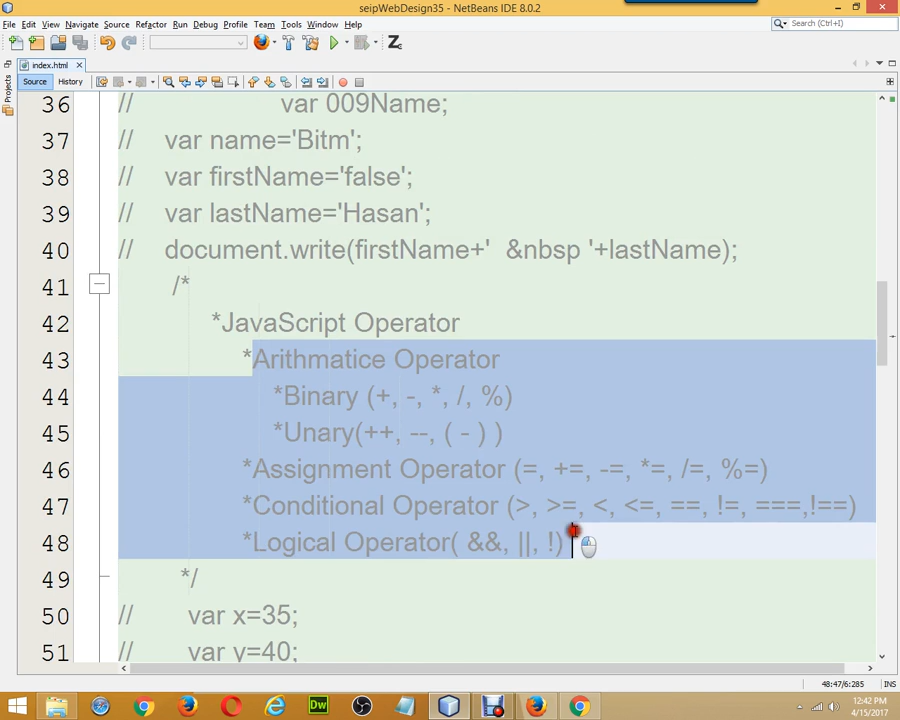 seipWebDesign35 - NetBeans IDE 8.0.2
File Edit View Navigate Source Refactor Run Debug Profile Team Tools Window Help
Search (Ctrl+I)
index.html
Source History
Projects
36 // var 009Name;
37 // var name='Bitm';
38 // var firstName='false';
39 // var lastName='Hasan';
40 // document.write(firstName+' &nbsp '+lastName);
41 /*
42 *JavaScript Operator
43 *Arithmatice Operator
44 *Binary (+, -, *, /, %)
45 *Unary(++, --, ( - ) )
46 *Assignment Operator (=, +=, -=, *=, /=, %=)
47 *Conditional Operator (>, >=, <, <=, ==, !=, ===,!==)
48 *Logical Operator( &&, ||, !)
49 */
50 // var x=35;
51 // var y=40;
48:47/6:285 INS
Dw
12:42 PM
4/15/2017